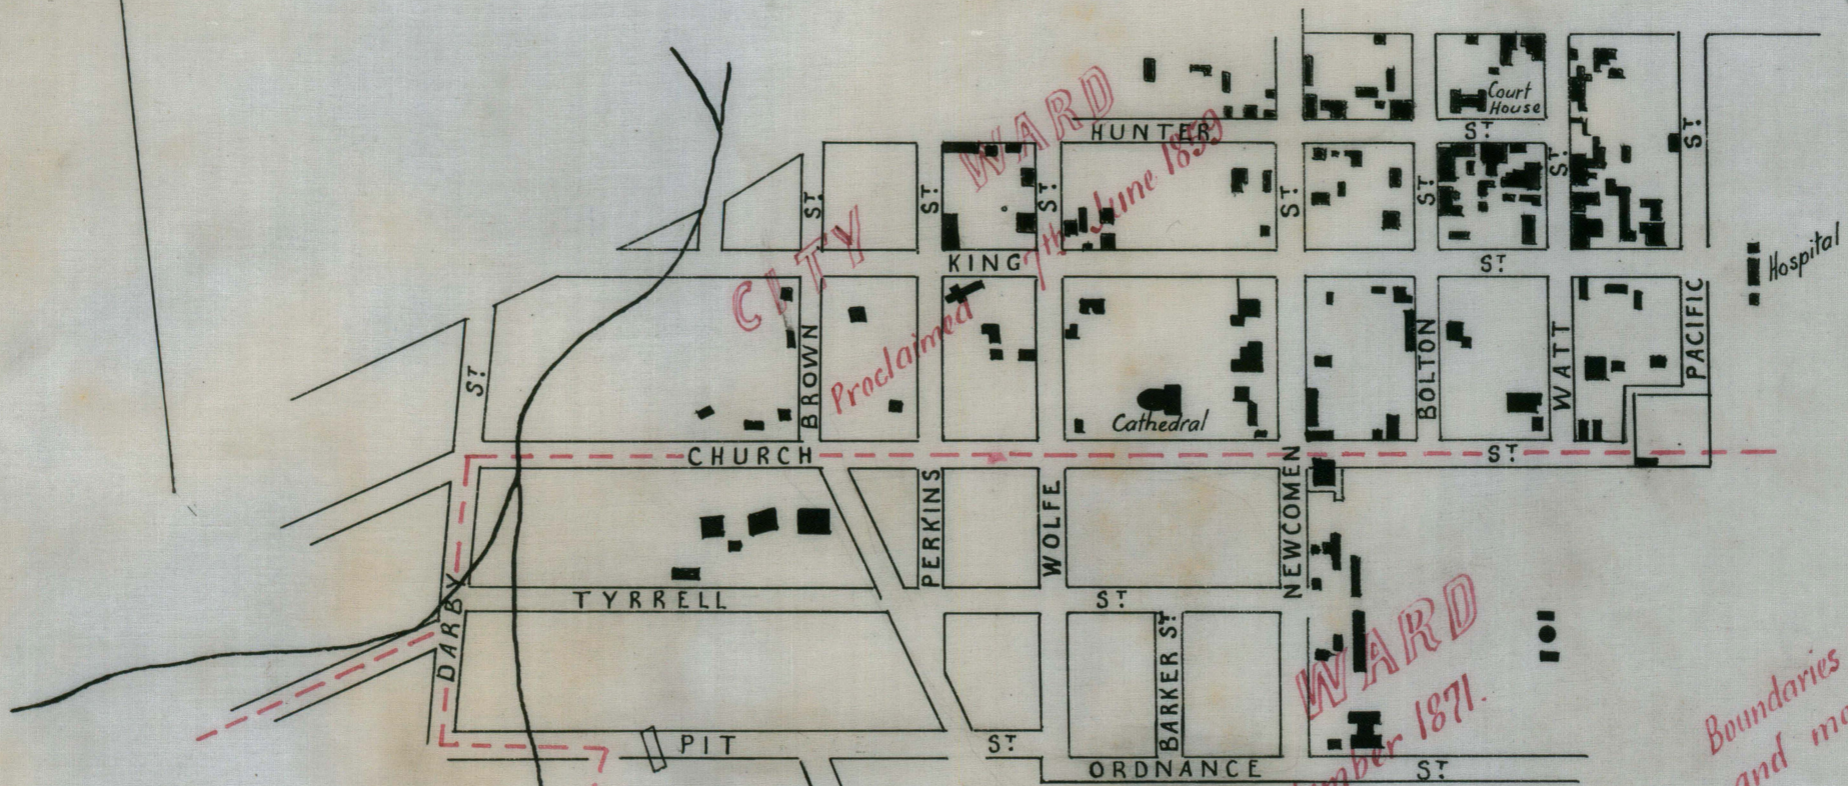 CITY WARD
Proclaimed 7th June 1859
HUNTER ST
Court House
ST
ST
ST
ST
ST
ST
ST
KING ST
Hospital
ST
BROWN
BOLTON
WATT
PACIFIC
Cathedral
CHURCH ST
PERKINS
WOLFE
NEWCOMEN
DARBY
TYRRELL ST
BARKER ST
WARD
1871.
PIT ST
ORDNANCE ST
Boundaries
and